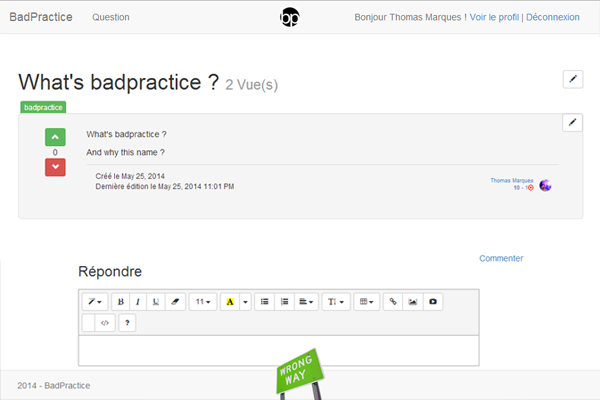 BadPractice Question bp Bonjour Thomas Marques ! Voir le profil | Déconnexion
What's badpractice ? 2 Vue(s)
badpractice
What's badpractice ?
0
And why this name ?
Créé le May 25, 2014
Dernière édition le May 25, 2014 11:01 PM
Thomas Marques
Commenter
Répondre
B I U 11 A T
</> ?
WRONG
WAY
2014 - BadPractice